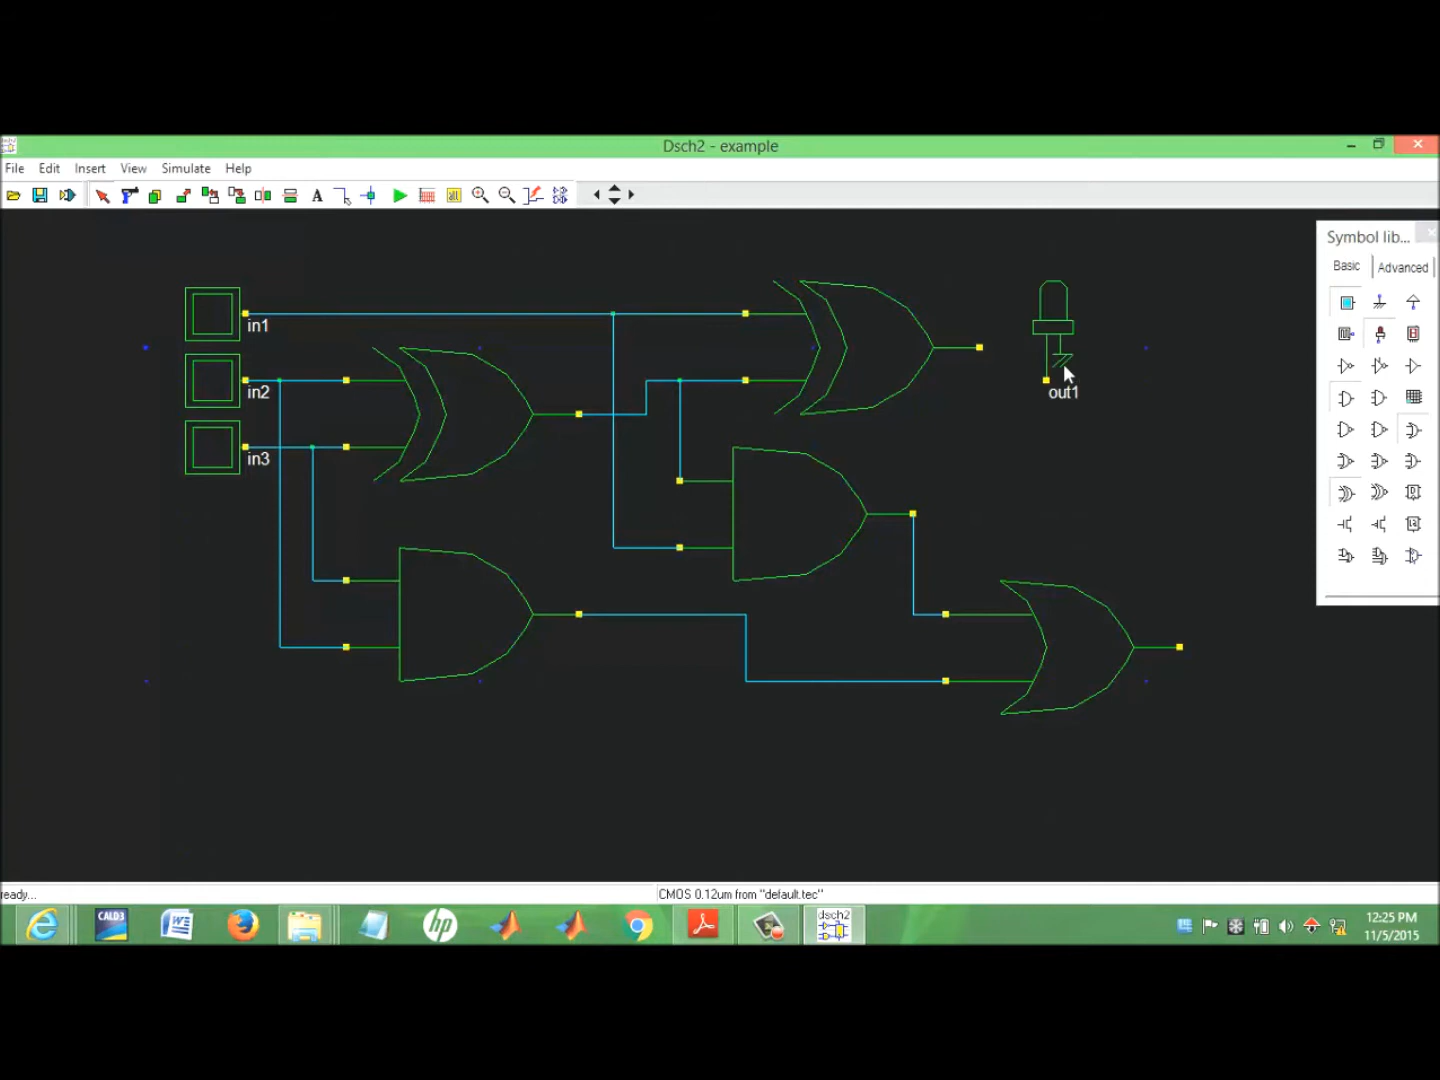 Dsch2 - example
File Edit Insert View Simulate Help
A
Symbol lib...
Basic Advanced
in1
in2
in3
out1
ready...
CMOS 0.12um from "default.tec"
CALD3
W
hp
dsch2
12:25 PM
11/5/2015